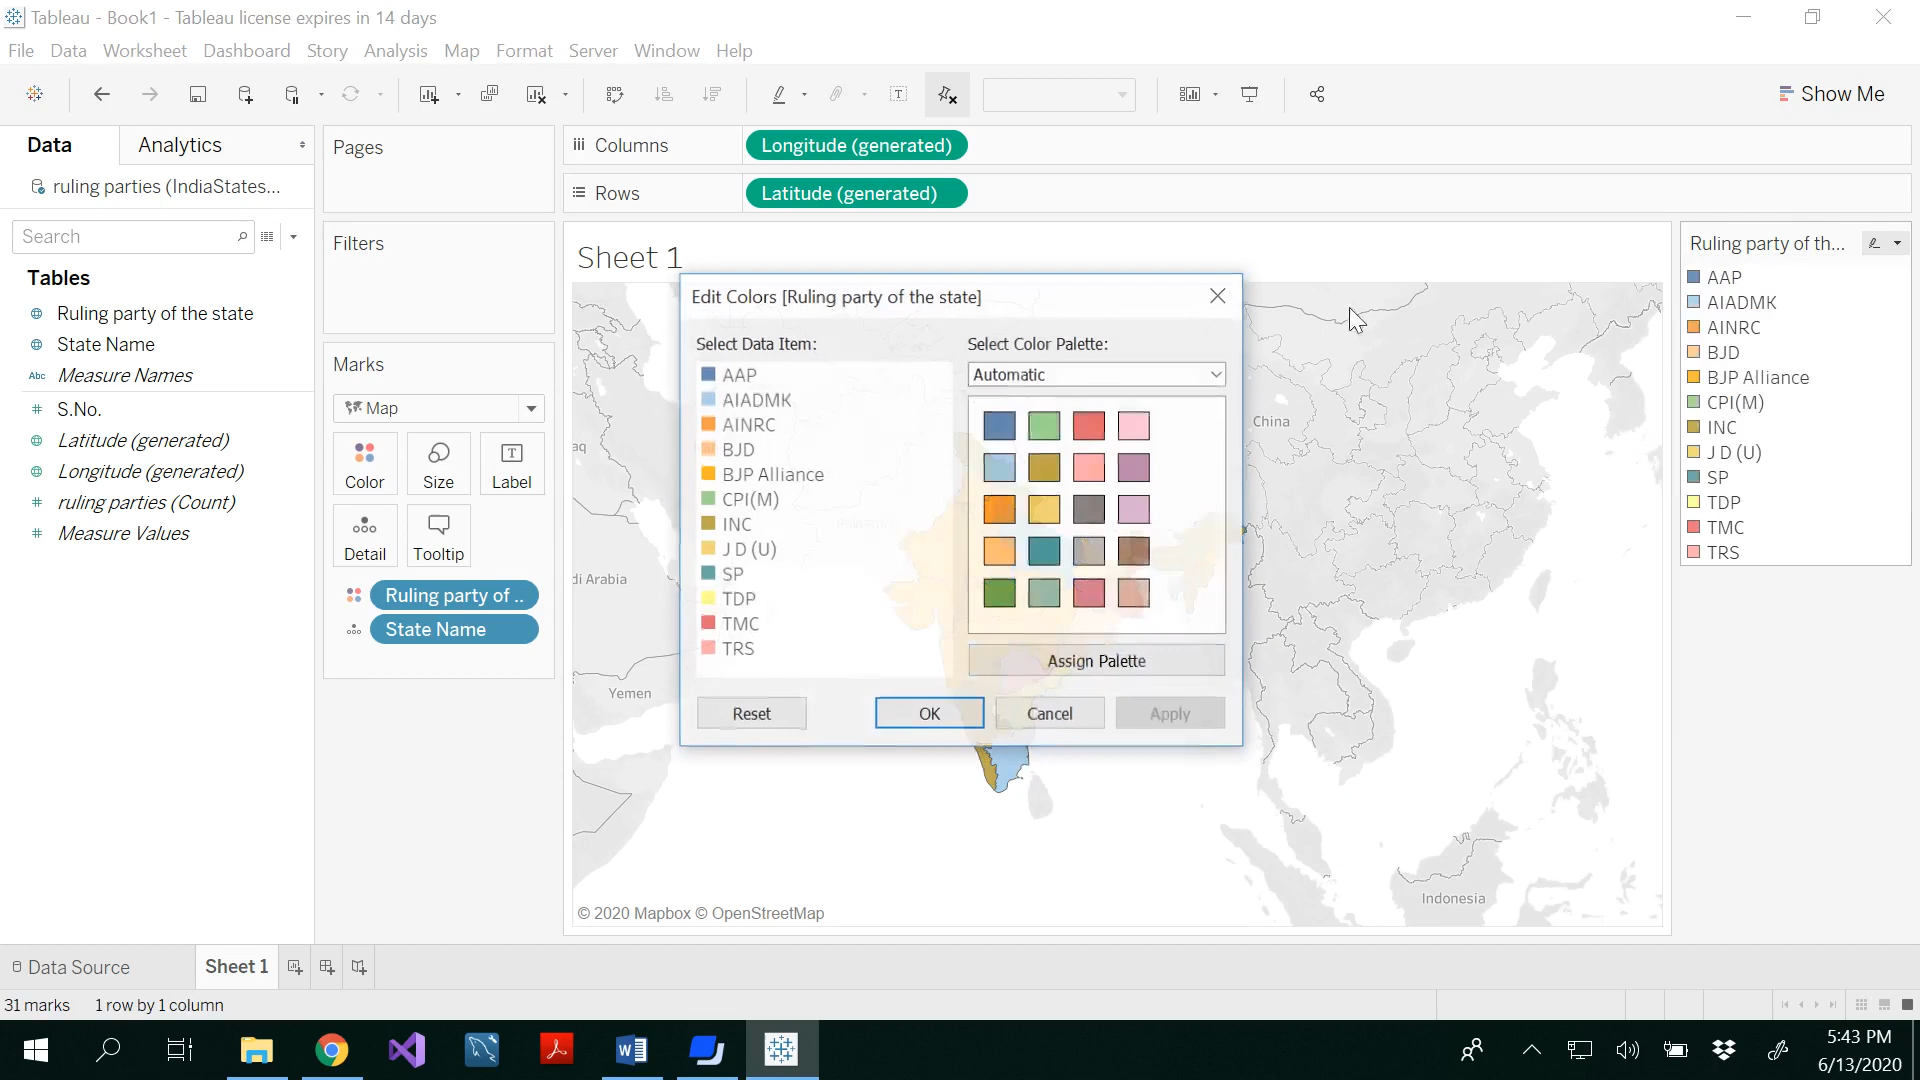 Tableau - Book1 - Tableau license expires in 14 days
File Data Worksheet Dashboard Story Analysis Map Format Server Window Help
Show Me
Data Analytics
ruling parties (IndiaStates...
Search
Tables
Ruling party of the state
State Name
Abc Measure Names
S.No.
Latitude (generated)
Longitude (generated)
ruling parties (Count)
Measure Values
Pages
Filters
Marks
Map
Color Size Label
Detail Tooltip
Ruling party of ..
State Name
Columns Longitude (generated)
Rows Latitude (generated)
Sheet 1
Edit Colors [Ruling party of the state]
Select Data Item:
AAP
AIADMK
AINRC
BJD
BJP Alliance
CPI(M)
INC
J D (U)
SP
TDP
TMC
TRS
Select Color Palette:
Automatic
Assign Palette
Reset OK Cancel Apply
China
aq
di Arabia
Yemen
Indonesia
© 2020 Mapbox © OpenStreetMap
Ruling party of th...
AAP
AIADMK
AINRC
BJD
BJP Alliance
CPI(M)
INC
J D (U)
SP
TDP
TMC
TRS
Data Source Sheet 1
31 marks 1 row by 1 column
5:43 PM
6/13/2020